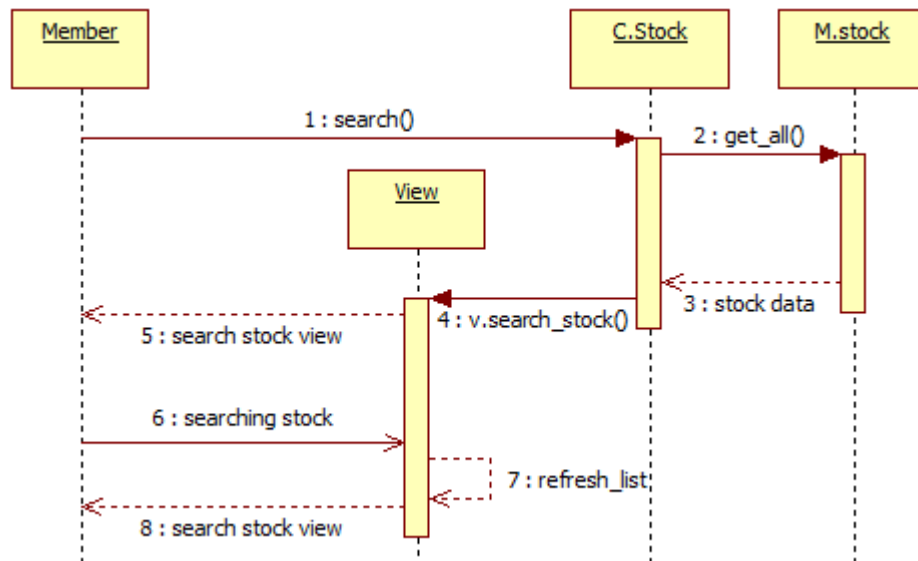 Member
C.Stock
M.stock
1 : search()
2 : get_all()
View
3 : stock data
4 : v.search_stock()
5 : search stock view
6 : searching stock
7 : refresh_list
8 : search stock view